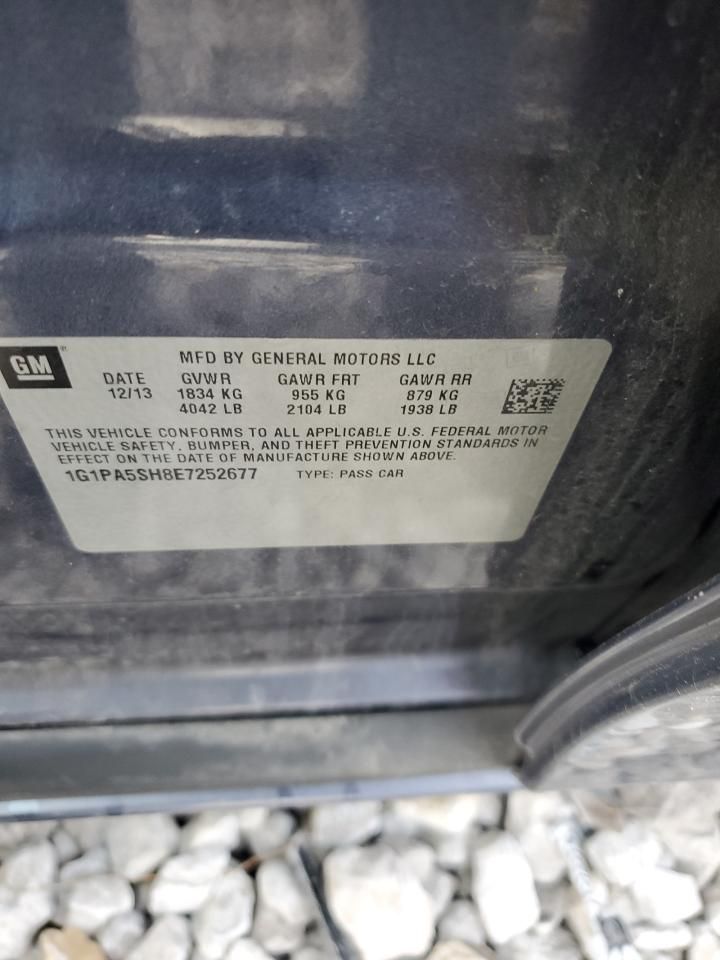 GM
MFD BY GENERAL MOTORS LLC
DATE GVWR GAWR FRT GAWR RR
12/13 1834 KG 955 KG 879 KG
4042 LB 2104 LB 1938 LB
THIS VEHICLE CONFORMS TO ALL APPLICABLE U.S. FEDERAL MOTOR
VEHICLE SAFETY, BUMPER, AND THEFT PREVENTION STANDARDS IN
EFFECT ON THE DATE OF MANUFACTURE SHOWN ABOVE.
1G1PA5SH8E7252677 TYPE: PASS CAR